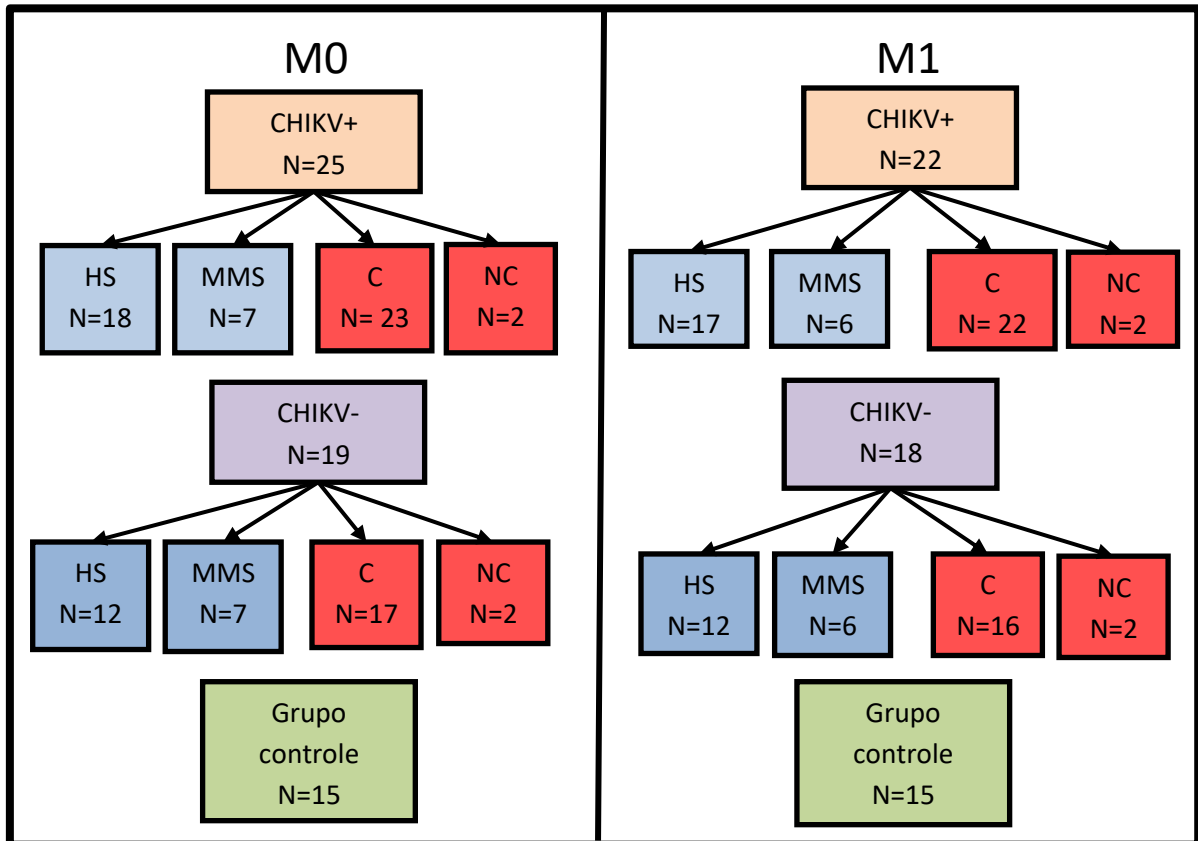 M0
CHIKV+
N=25
HS
N=18
MMS
N=7
C
N= 23
NC
N=2
CHIKV-
N=19
HS
N=12
MMS
N=7
C
N=17
NC
N=2
Grupo
controle
N=15
M1
CHIKV+
N=22
HS
N=17
MMS
N=6
C
N= 22
NC
N=2
CHIKV-
N=18
HS
N=12
MMS
N=6
C
N=16
NC
N=2
Grupo
controle
N=15